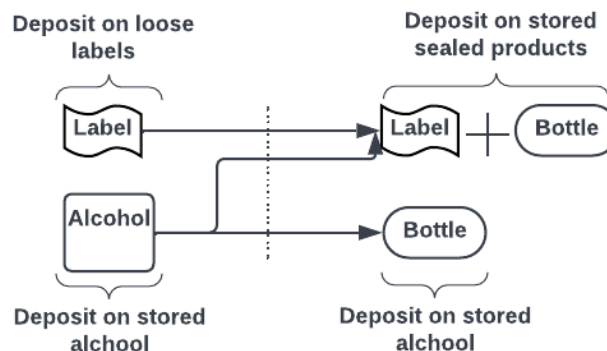 Deposit on loose
labels
Deposit on stored
sealed products
Label
Label
Bottle
Alcohol
Bottle
Deposit on stored
alchool
Deposit on stored
alchool